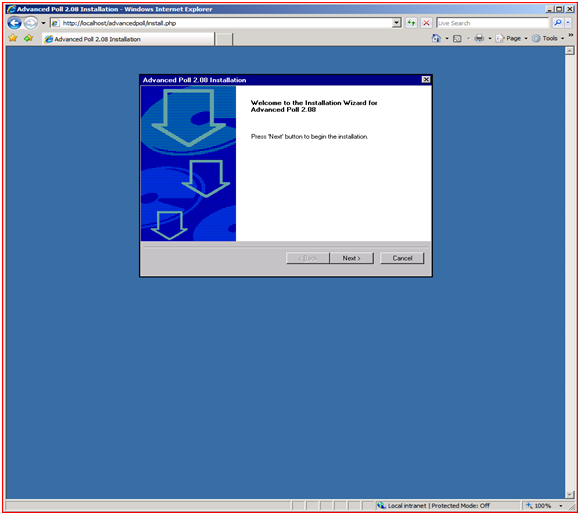 Advanced Poll 2.08 Installation - Windows Internet Explorer
http://localhost/advancedpoll/install.php
Live Search
Advanced Poll 2.08 Installation
Page
Tools
Advanced Poll 2.08 Installation
Welcome to the Installation Wizard for
Advanced Poll 2.08
Press 'Next' button to begin the installation.
< Back
Next >
Cancel
Local intranet | Protected Mode: Off
100%